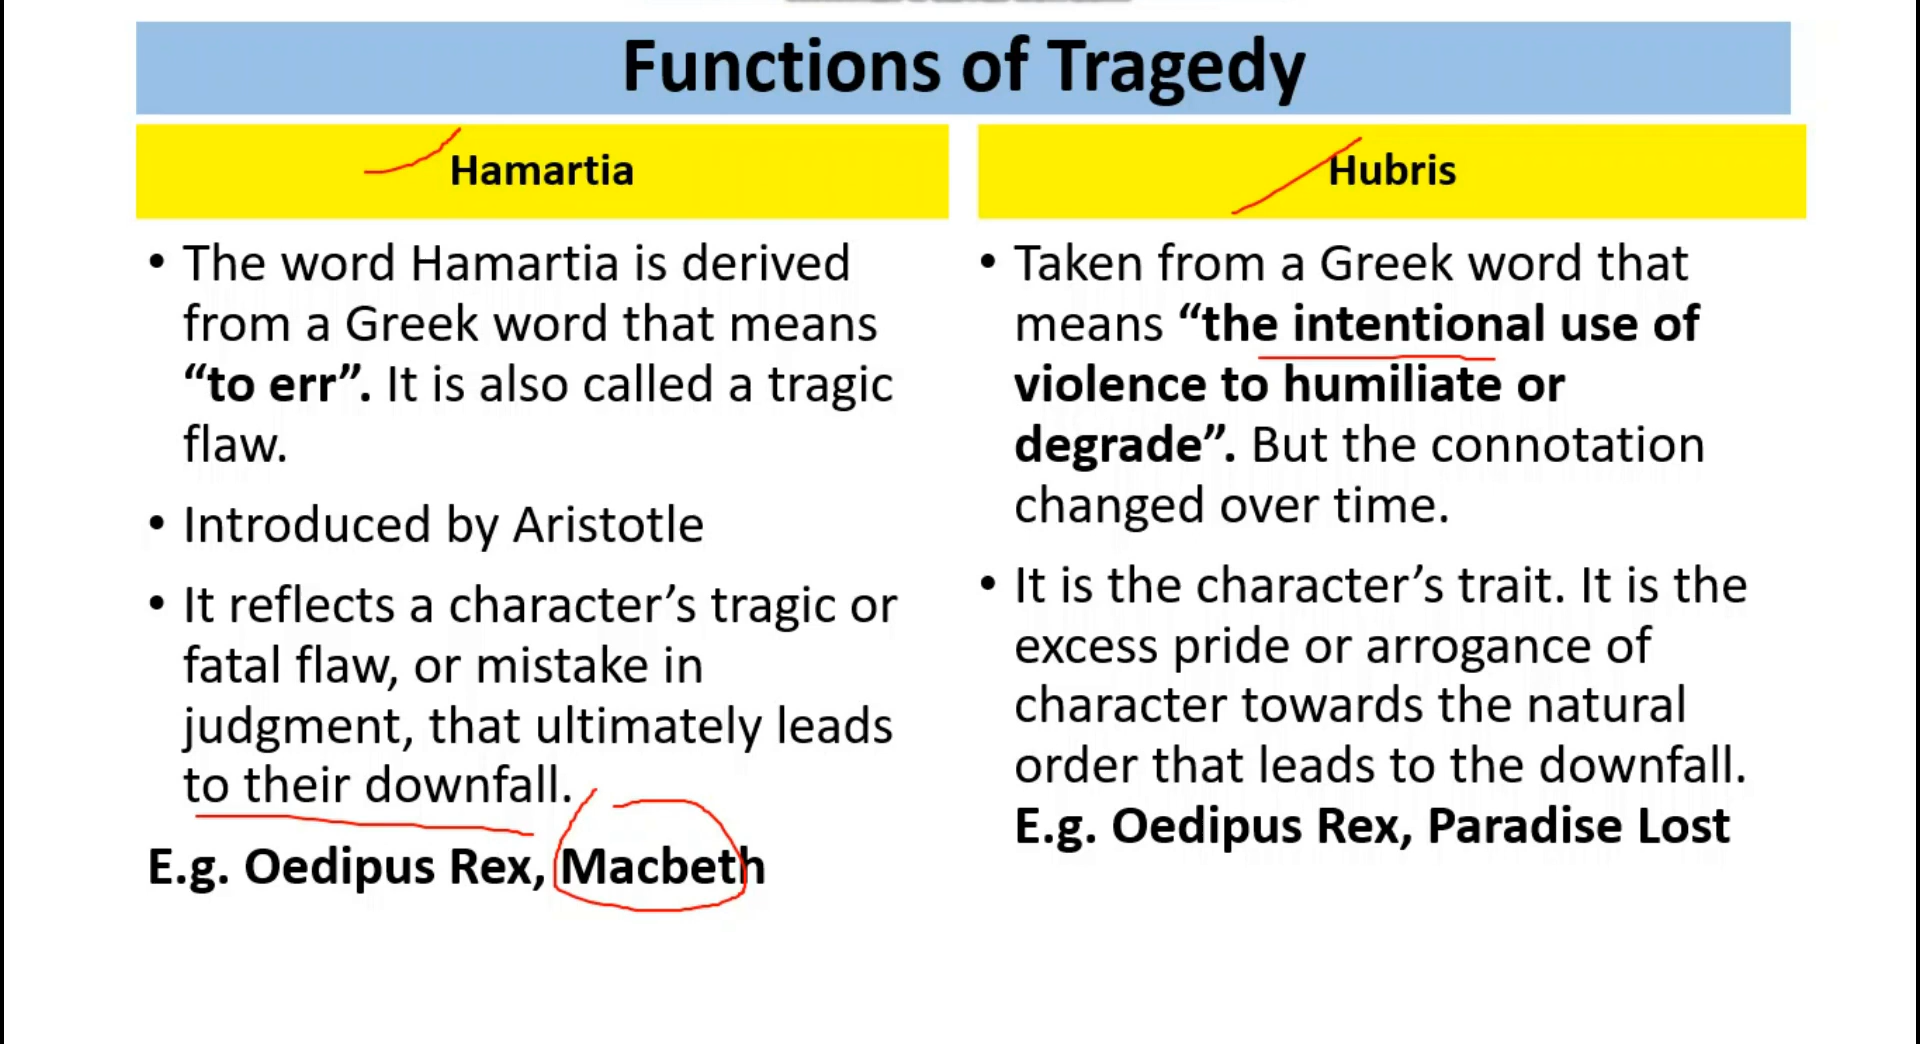 Functions of Tragedy
Hamartia
• The word Hamartia is derived
from a Greek word that means
“to err”. It is also called a tragic
flaw.
• Introduced by Aristotle
• It reflects a character’s tragic or
fatal flaw, or mistake in
judgment, that ultimately leads
to their downfall.
E.g. Oedipus Rex, Macbeth
Hubris
• Taken from a Greek word that
means “the intentional use of
violence to humiliate or
degrade”. But the connotation
changed over time.
• It is the character’s trait. It is the
excess pride or arrogance of
character towards the natural
order that leads to the downfall.
E.g. Oedipus Rex, Paradise Lost